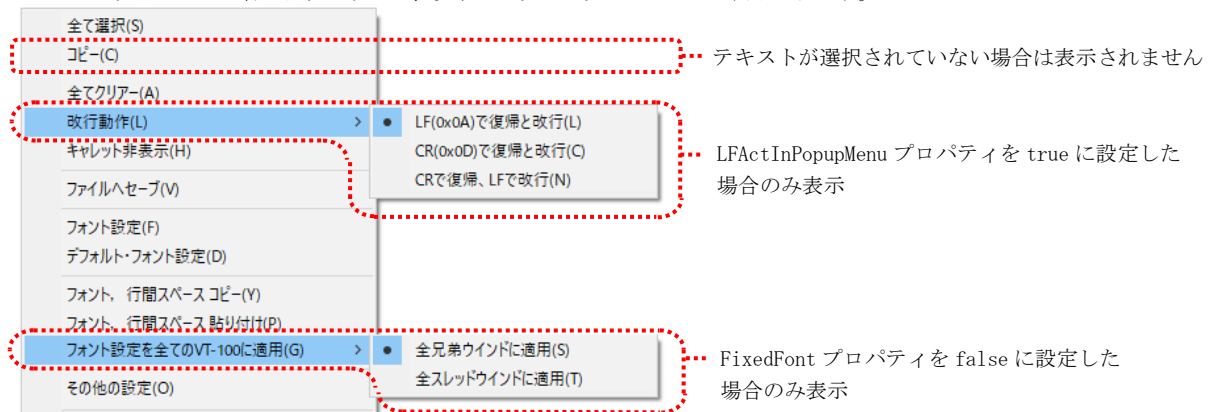 全て選択(S)
コピー(C)
テキストが選択されていない場合は表示されません
全てクリアー(A)
改行動作(L)
LF(0x0A)で復帰と改行(L)
キャレット非表示(H)
CR(0x0D)で復帰と改行(C)
CRで復帰、LFで改行(N)
LFActInPopupMenu プロパティを true に設定した
場合のみ表示
ファイルへセーブ(V)
フォント設定(F)
デフォルト・フォント設定(D)
フォント, 行間スペース コピー(Y)
フォント, 行間スペース 貼り付け(P)
フォント設定を全てのVT-100に適用(G)
全兄弟ウインドに適用(S)
全スレッドウインドに適用(T)
FixedFont プロパティを false に設定した
場合のみ表示
その他の設定(O)